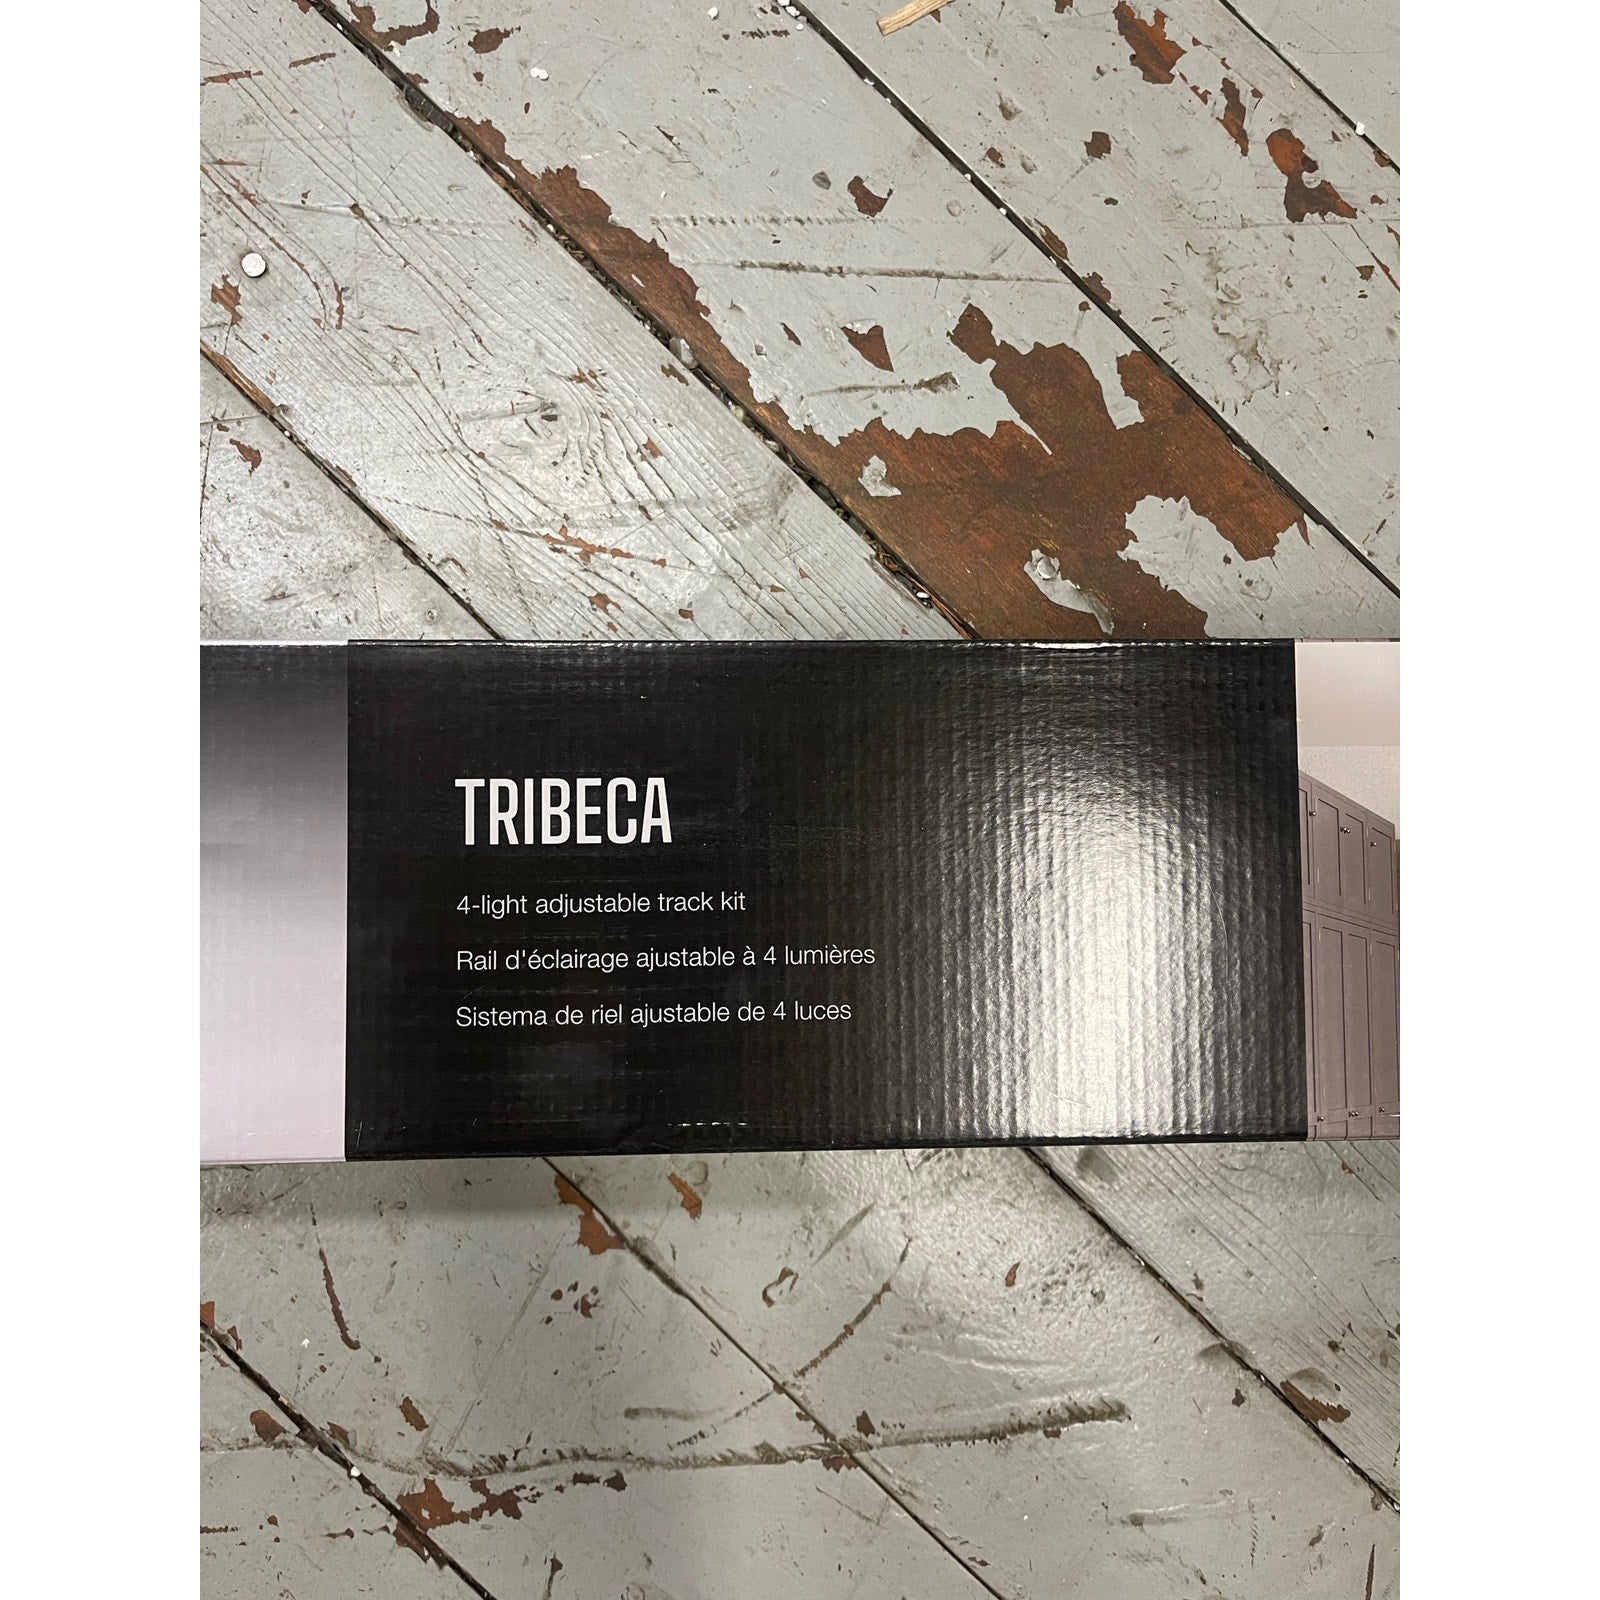 TRIBECA
4-light adjustable track kit
Rail d'éclairage ajustable à 4 lumières
Sistema de riel ajustable de 4 luces